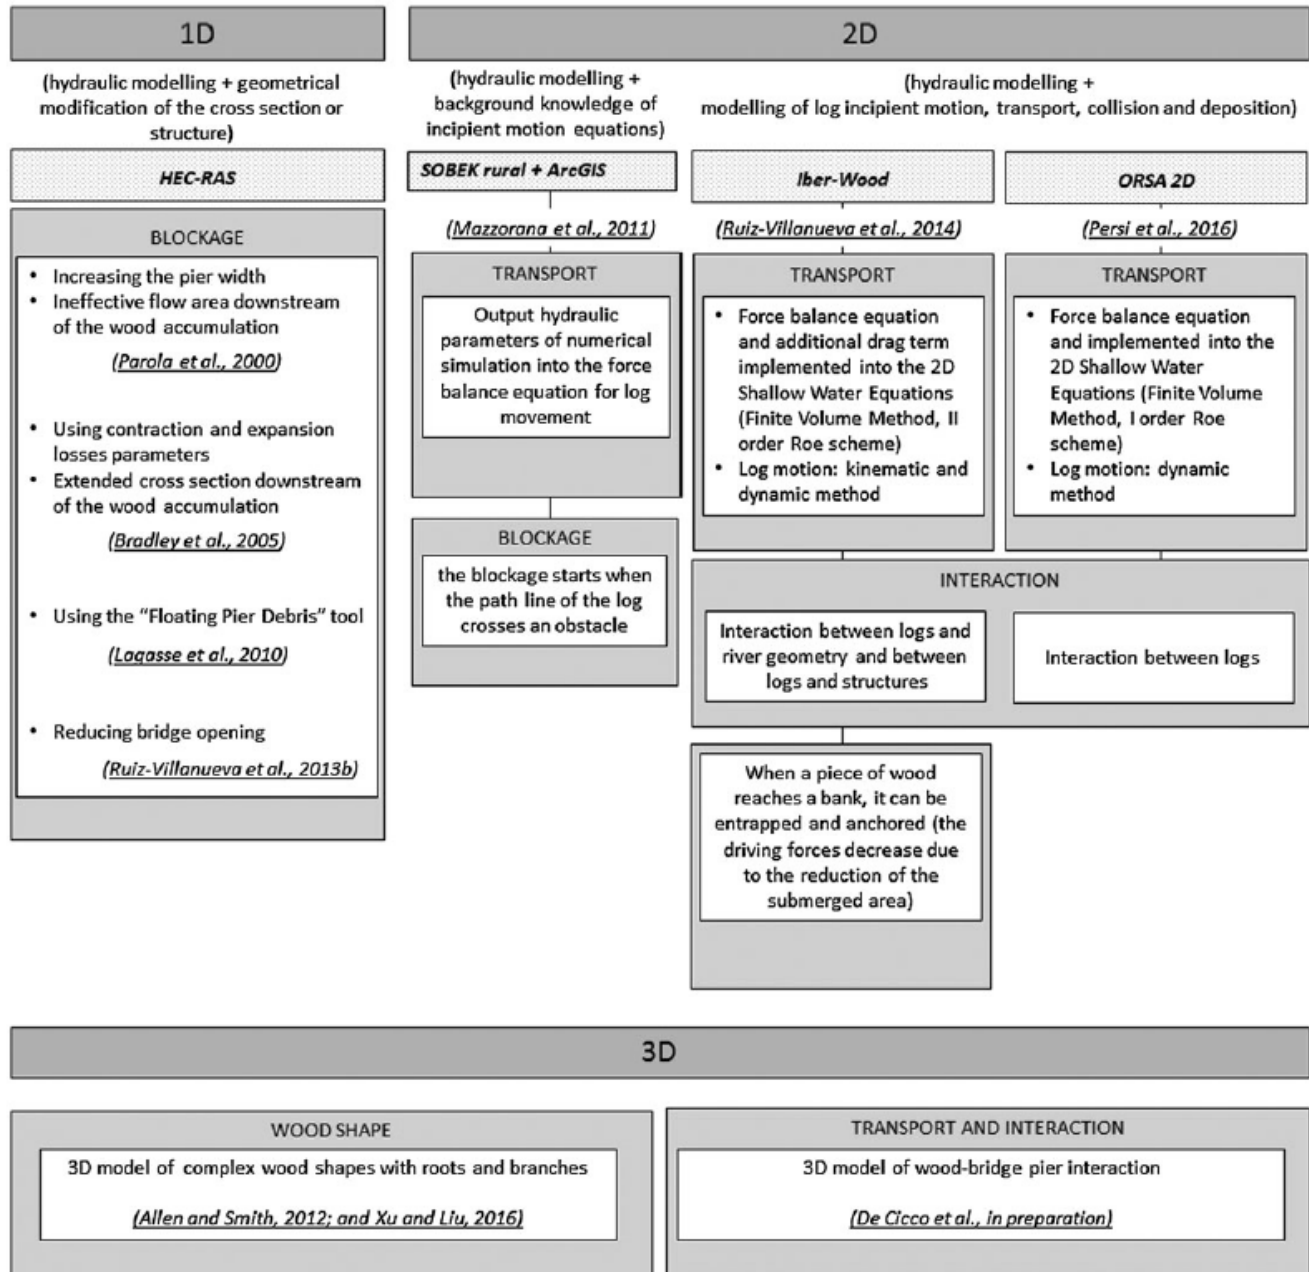 1D
(hydraulic modelling + geometrical
modification of the cross section or
structure)
HEC-RAS
BLOCKAGE
• Increasing the pier width
• Ineffective flow area downstream
of the wood accumulation
(Parola et al., 2000)
• Using contraction and expansion
losses parameters
• Extended cross section downstream
of the wood accumulation
(Bradley et al., 2005)
• Using the “Floating Pier Debris” tool
(Lagasse et al., 2010)
• Reducing bridge opening
(Ruiz-Villanueva et al., 2013b)
2D
(hydraulic modelling +
background knowledge of
incipient motion equations)
SOBEK rural + ArcGIS
(Mazzorana et al., 2011)
TRANSPORT
Output hydraulic
parameters of numerical
simulation into the force
balance equation for log
movement
BLOCKAGE
the blockage starts when
the path line of the log
crosses an obstacle
(hydraulic modelling +
modelling of log incipient motion, transport, collision and deposition)
Iber-Wood
(Ruiz-Villanueva et al., 2014)
TRANSPORT
• Force balance equation
and additional drag term
implemented into the 2D
Shallow Water Equations
(Finite Volume Method, II
order Roe scheme)
• Log motion: kinematic and
dynamic method
ORSA 2D
(Persi et al., 2016)
TRANSPORT
• Force balance equation
and implemented into the
2D Shallow Water
Equations (Finite Volume
Method, I order Roe
scheme)
• Log motion: dynamic
method
INTERACTION
Interaction between logs and
river geometry and between
logs and structures
Interaction between logs
When a piece of wood
reaches a bank, it can be
entrapped and anchored (the
driving forces decrease due
to the reduction of the
submerged area)
3D
WOOD SHAPE
3D model of complex wood shapes with roots and branches
(Allen and Smith, 2012; and Xu and Liu, 2016)
TRANSPORT AND INTERACTION
3D model of wood-bridge pier interaction
(De Cicco et al., in preparation)